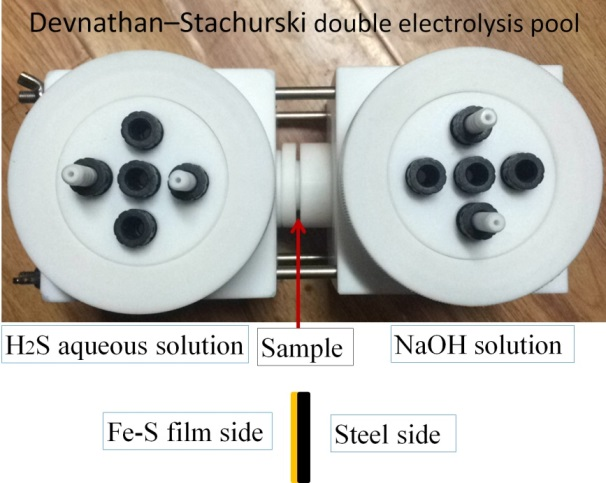 Devnathan–Stachurski double electrolysis pool
H2S aqueous solution
Sample
NaOH solution
Fe-S film side
Steel side